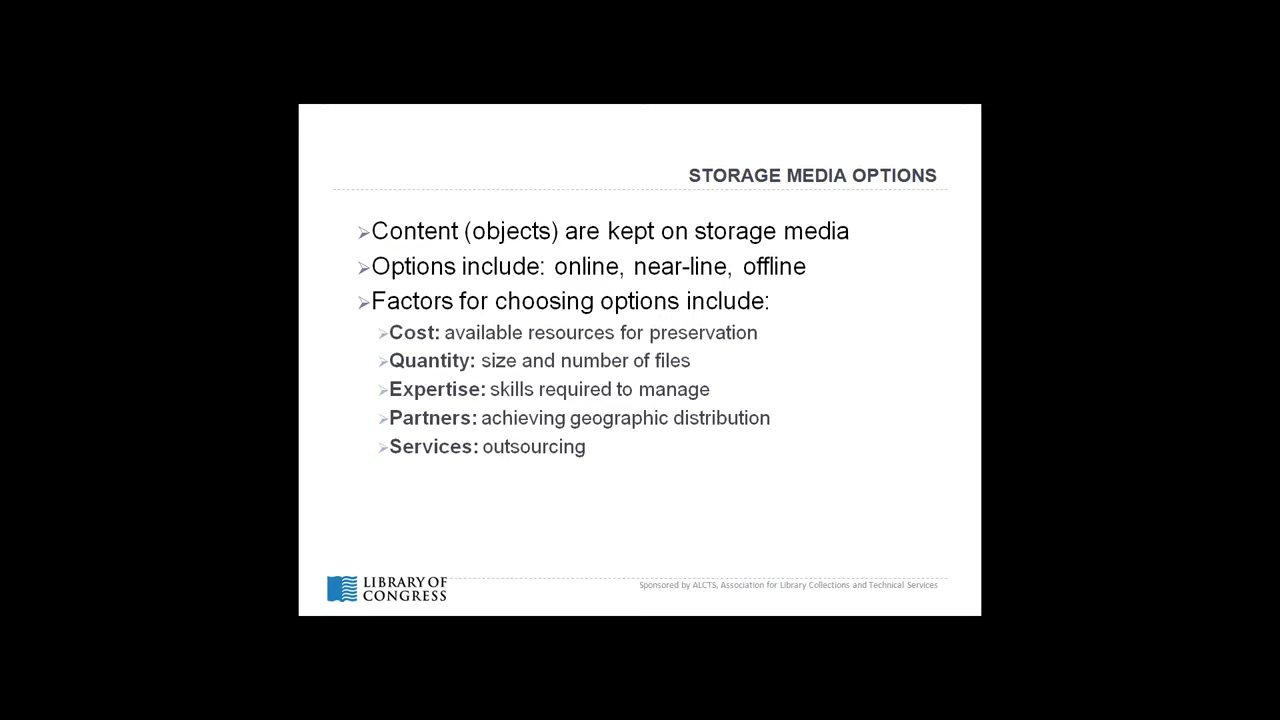 STORAGE MEDIA OPTIONS
Content (objects) are kept on storage media
Options include: online, near-line, offline
Factors for choosing options include:
Cost: available resources for preservation
Quantity: size and number of files
Expertise: skills required to manage
Partners: achieving geographic distribution
Services: outsourcing
LIBRARY OF
CONGRESS
Sponsored by ALCTS, Association for Library Collections and Technical Services